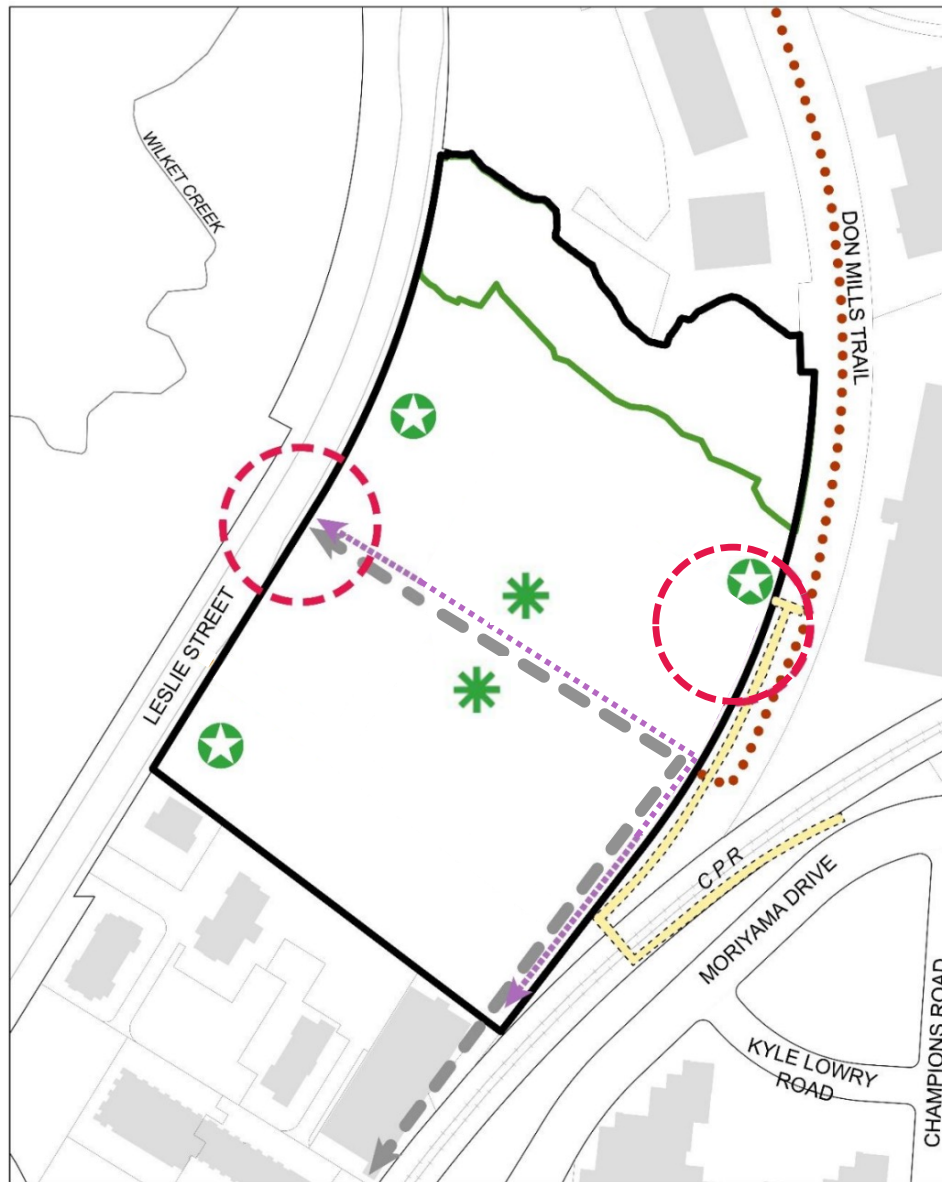 WILKET CREEK
DON MILLS TRAIL
LESLIE STREET
C P R
MORIYAMA DRIVE
KYLE LOWRY
ROAD
CHAMPIONS ROAD